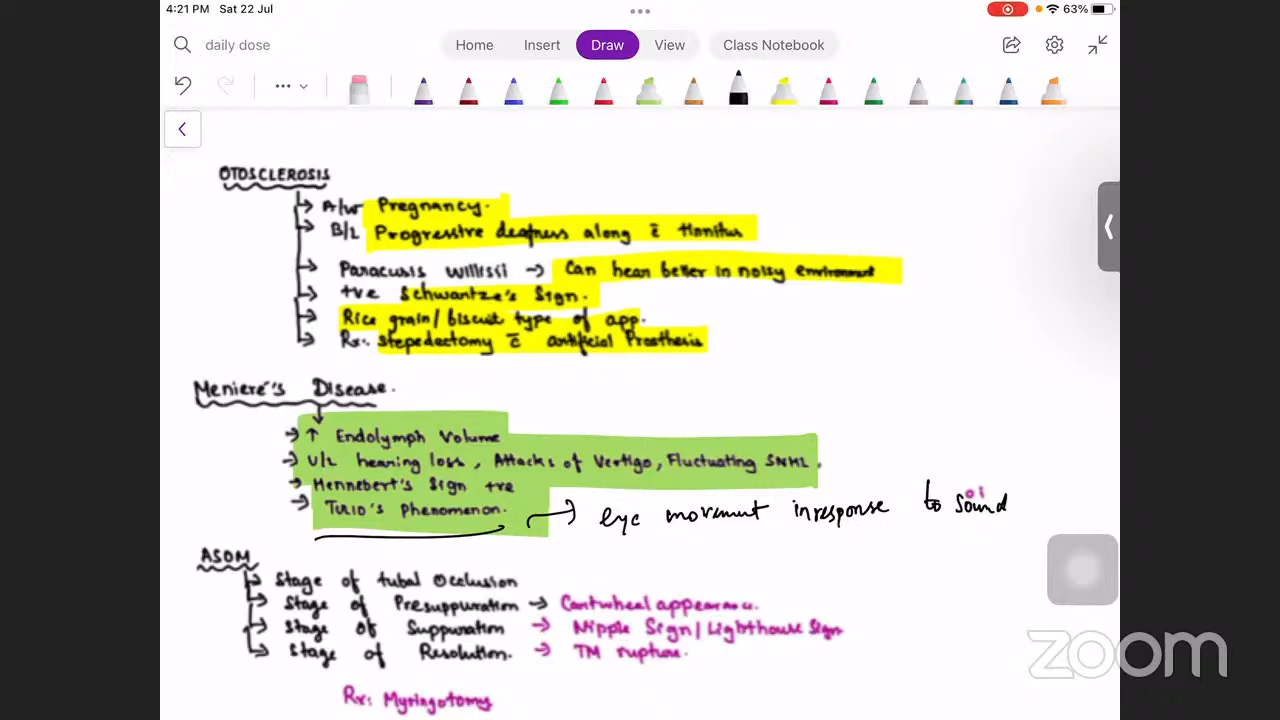 4:21 PM Sat 22 Jul
63%
daily dose
Home Insert Draw View Class Notebook
OTOSCLEROSIS
A/w Pregnancy.
B/L Progressive deafness along c̄ tinnitus
Paracusis willisii → Can hear better in noisy environment
+ve Schwartze's Sign.
Rice grain/biscuit type of app.
Rx:. Stepedectomy c̄ artificial Prosthesis
Meniere's Disease.
→ ↑ Endolymph Volume
→ U/L hearing loss, Attacks of Vertigo, Fluctuating SNHL.
→ Hennebert's Sign +ve
→ Tulio's Phenomenon. → eye movement in response to sound
ASOM
Stage of tubal Occlusion
Stage of Presuppuration → Cartwheel appearance.
Stage of Suppuration → Nipple Sign/Lighthouse Sign
Stage of Resolution. → TM rupture.
Rx: Myringotomy
zoom